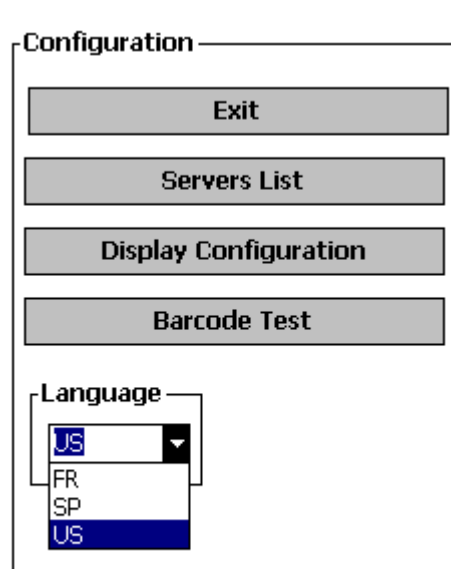 Configuration
Exit
Servers List
Display Configuration
Barcode Test
Language
US
FR
SP
US